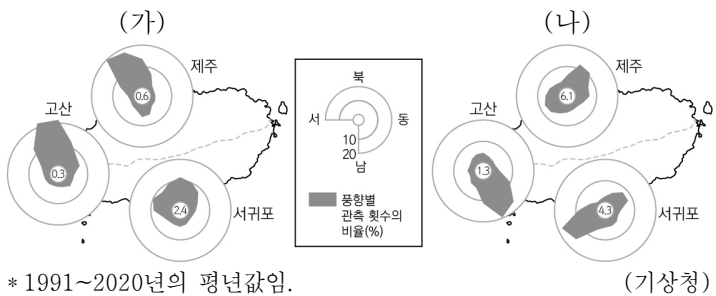 (가)
(나)
제주
0.6
고산
0.3
2.4
서귀포
북
서
동
10
20
남
풍향별
관측 횟수의
비율(%)
제주
6.1
고산
1.3
4.3
서귀포
* 1991~2020년의 평년값임.
(기상청)